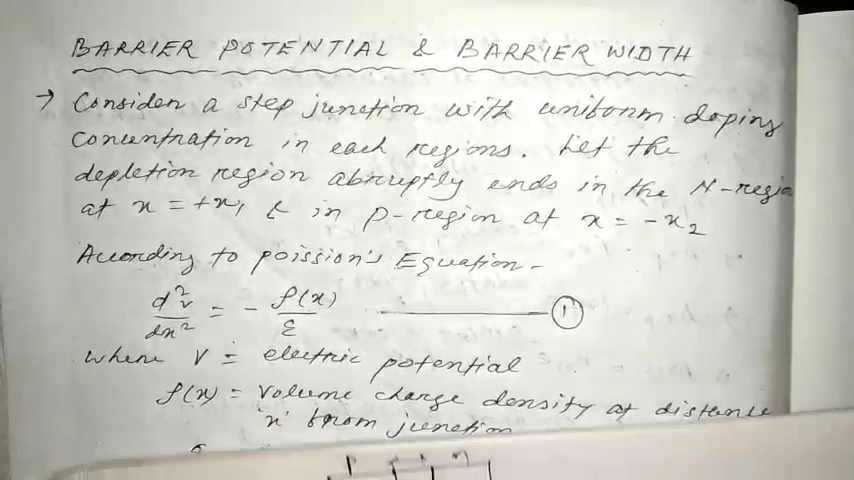 BARRIER POTENTIAL & BARRIER WIDTH
→ Consider a step junction with uniform doping
concentration in each regions. Let the
depletion region abruptly ends in the N-regi
at x = +x₁ & in P-region at x = -x₂
According to poission's Equation -
d²v/dx² = - ρ(x)/ε ——— ①
where V = electric potential
ρ(x) = volume charge density at distance
'x' from junction